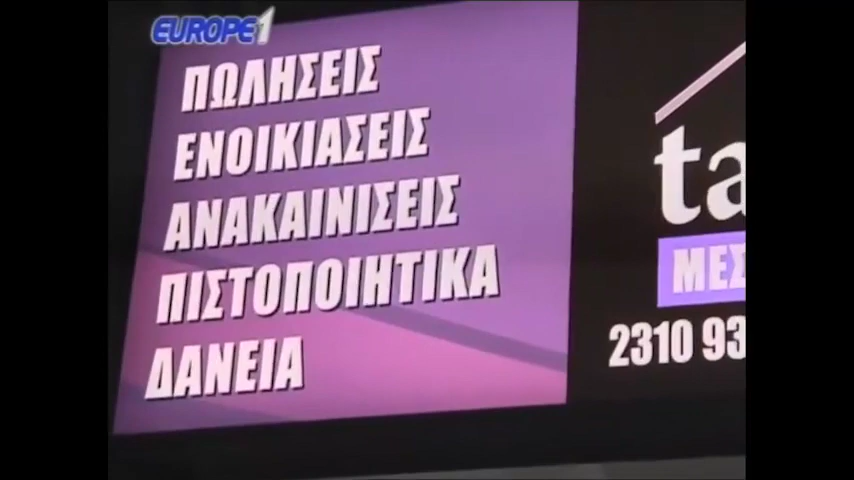 EUROPE1
ΠΩΛΗΣΕΙΣ
ΕΝΟΙΚΙΑΣΕΙΣ
ΑΝΑΚΑΙΝΙΣΕΙΣ
ΠΙΣΤΟΠΟΙΗΤΙΚΑ
ΔΑΝΕΙΑ
ta
ΜΕΣ
2310 93